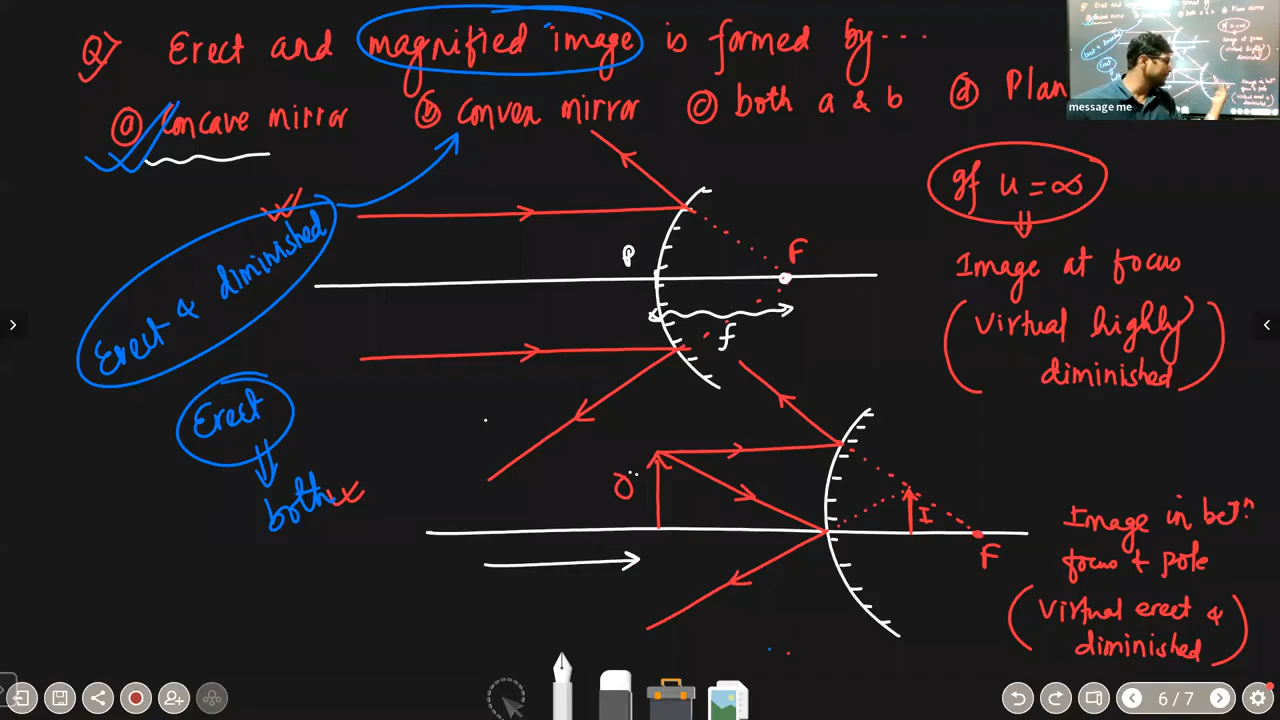 Q> Erect and magnified image is formed by...
(a) Concave mirror (b) Convex mirror (c) both a & b (d) Plan
message me
If u = ∞
Image at focus
(Virtual highly
diminished)
Erect & diminished
Erect
both
P
F
f
O
I
F
Image in betⁿ
focus & pole
(Virtual erect &
diminished)
6 / 7